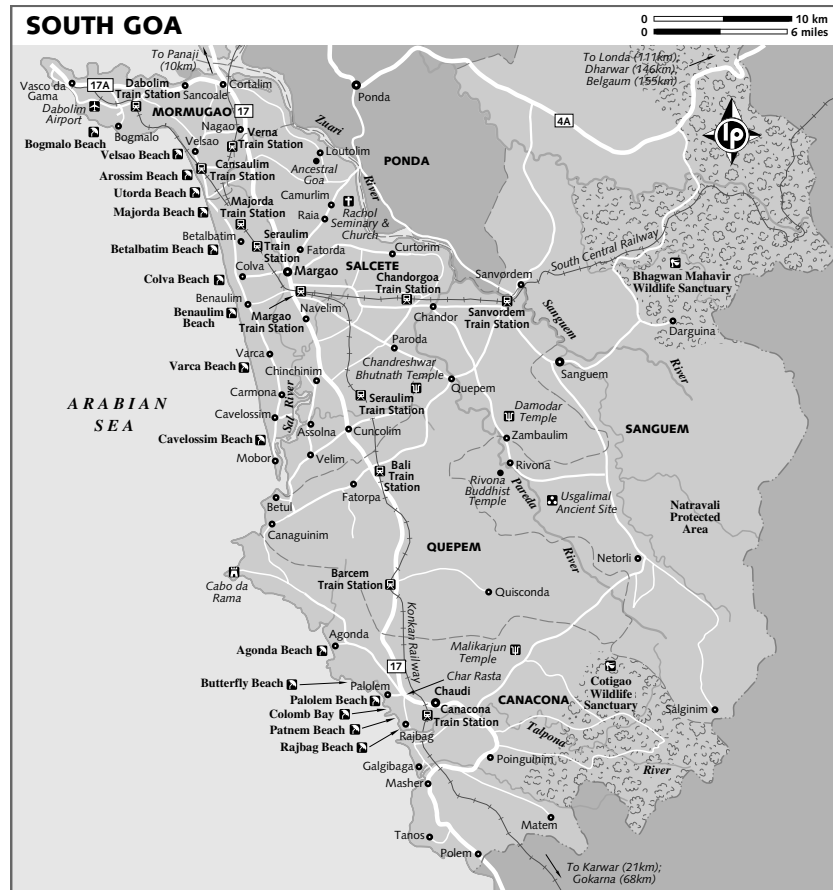 SOUTH GOA
0 10 km
0 6 miles
To Panaji
(10km)
To Londa (111km);
Dharwar (146km);
Belgaum (155km)
17A
Dabolim
Train Station
Cortalim
Vasco da
Gama
Sancoale
Ponda
Dabolim
Airport
MORMUGAO
17
Zuari
4A
lp
Bogmalo
Nagao
Verna
Train Station
Bogmalo Beach
Velsao
Loutolim
PONDA
Velsao Beach
Cansaulim
Train Station
Ancestral
Goa
Arossim Beach
River
Utorda Beach
Majorda
Train Station
Camurlim
Rachol
Seminary &
Church
Majorda Beach
Raia
Betalbatim
Seraulim
Train
Station
Fatorda
Curtorim
South Central Railway
Betalbatim Beach
Colva
Margao
SALCETE
Colva Beach
Chandorgoa
Train Station
Sanvordem
Bhagwan Mahavir
Wildlife Sanctuary
Benaulim
Benaulim
Beach
Margao
Train Station
Navelim
Chandor
Sanvordem
Train Station
Sanguem
Darguina
Varca
Paroda
River
Varca Beach
Chinchinim
Chandreshwar
Bhutnath Temple
Sanguem
ARABIAN
SEA
Carmona
Sal River
Seraulim
Train Station
Quepem
Cavelossim
Damodar
Temple
SANGUEM
Cavelossim Beach
Assolna
Cuncolim
Zambaulim
Mobor
Velim
Bali
Train
Station
Rivona
Rivona
Buddhist
Temple
Pareda
Usgalimal
Ancient Site
Betul
Fatorpa
Natravali
Protected
Area
Canaguinim
QUEPEM
River
Netorli
Cabo da
Rama
Barcem
Train Station
Konkan Railway
Quisconda
Agonda
Agonda Beach
17
Malikarjun
Temple
Butterfly Beach
Char Rasta
Cotigao
Wildlife
Sanctuary
Palolem
Palolem Beach
Chaudi
CANACONA
Colomb Bay
Canacona
Train Station
Salginim
Patnem Beach
Rajbag
Talpona
Rajbag Beach
Galgibaga
Poinguinim
River
Masher
Matem
Tanos
Polem
To Karwar (21km);
Gokarna (68km)